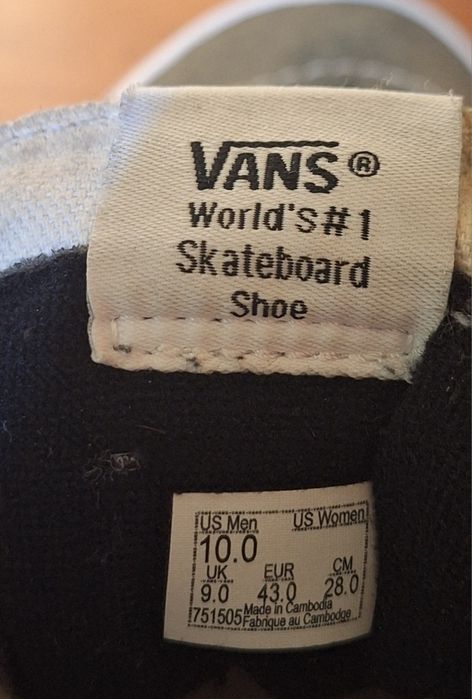 VANS®
World's #1
Skateboard
Shoe
US Men US Women
10.0
UK EUR CM
9.0 43.0 28.0
751505 Made in Cambodia
Fabrique au Cambodge